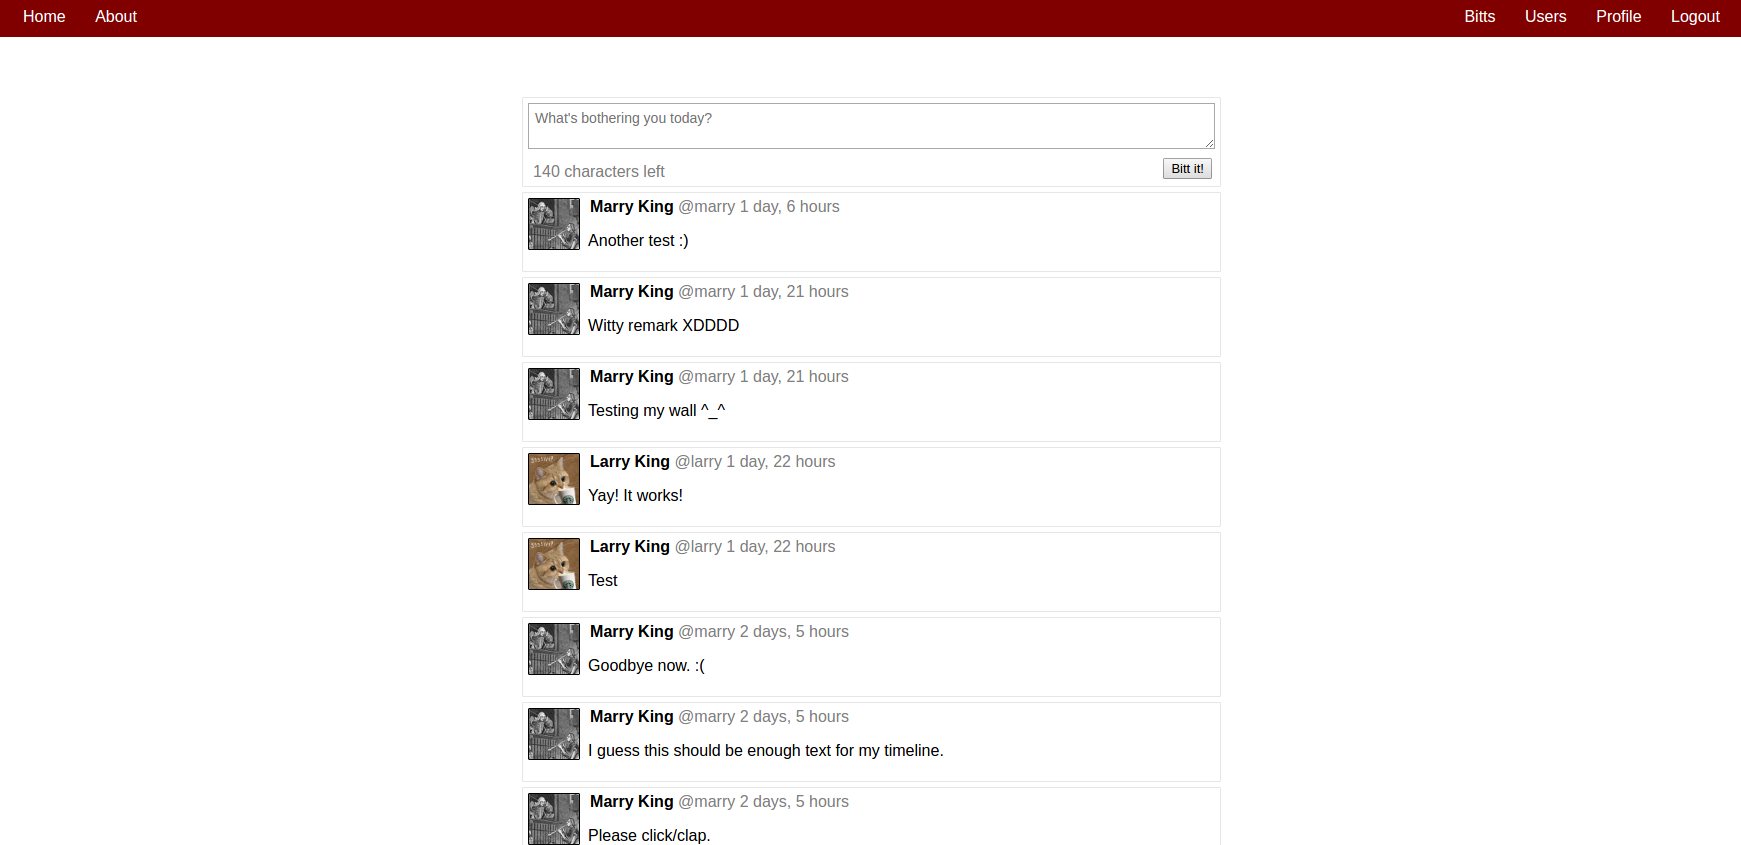 Home About Bitts Users Profile Logout
What's bothering you today?
140 characters left Bitt it!
Marry King @marry 1 day, 6 hours
Another test :)
Marry King @marry 1 day, 21 hours
Witty remark XDDDD
Marry King @marry 1 day, 21 hours
Testing my wall ^_^
Larry King @larry 1 day, 22 hours
Yay! It works!
Larry King @larry 1 day, 22 hours
Test
Marry King @marry 2 days, 5 hours
Goodbye now. :(
Marry King @marry 2 days, 5 hours
I guess this should be enough text for my timeline.
Marry King @marry 2 days, 5 hours
Please click/clap.